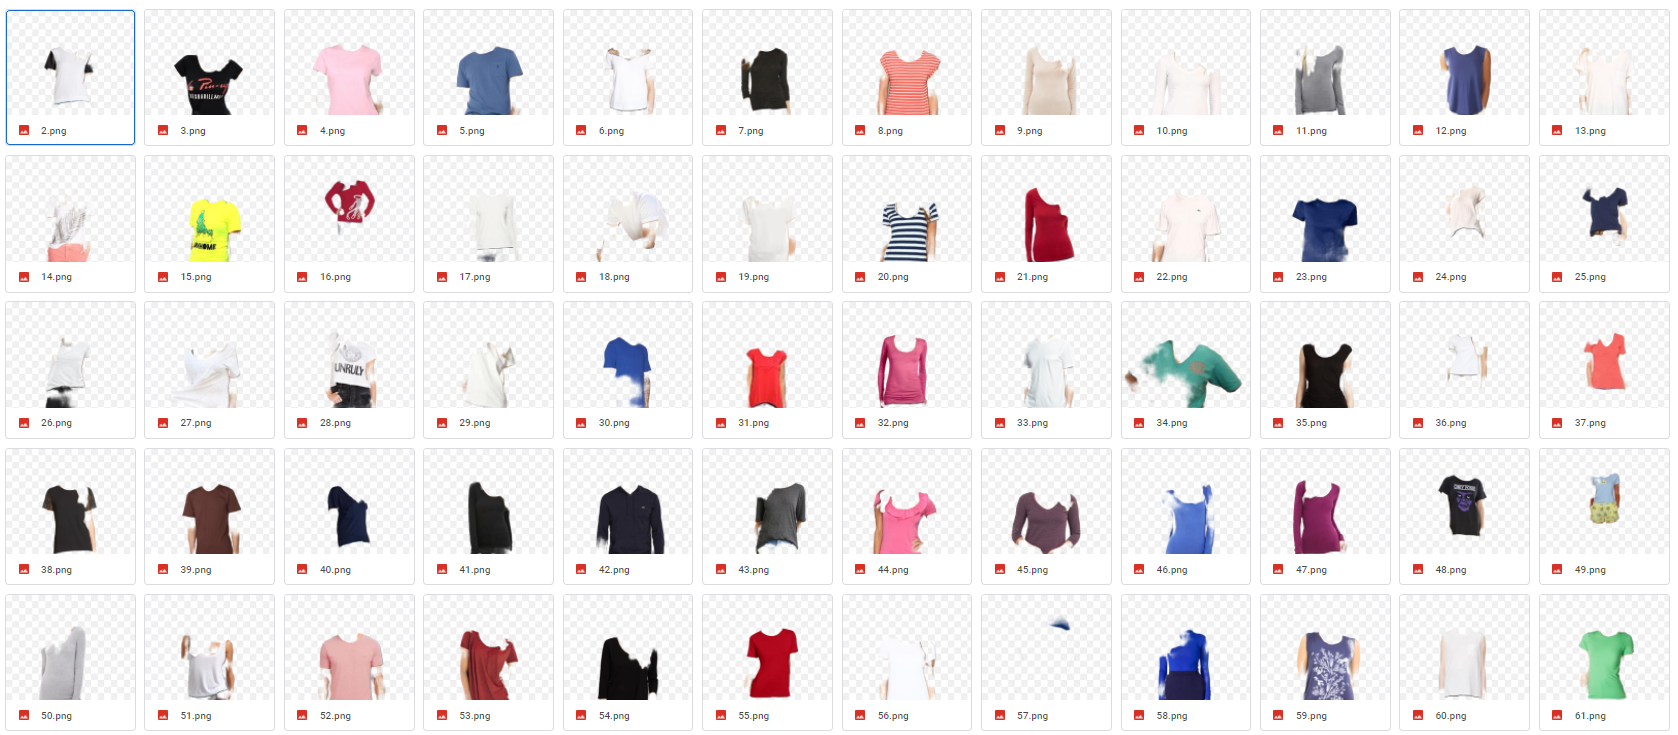 2.png 3.png 4.png 5.png 6.png 7.png 8.png 9.png 10.png 11.png 12.png 13.png
14.png 15.png 16.png 17.png 18.png 19.png 20.png 21.png 22.png 23.png 24.png 25.png
UNRULY
26.png 27.png 28.png 29.png 30.png 31.png 32.png 33.png 34.png 35.png 36.png 37.png
38.png 39.png 40.png 41.png 42.png 43.png 44.png 45.png 46.png 47.png 48.png 49.png
50.png 51.png 52.png 53.png 54.png 55.png 56.png 57.png 58.png 59.png 60.png 61.png